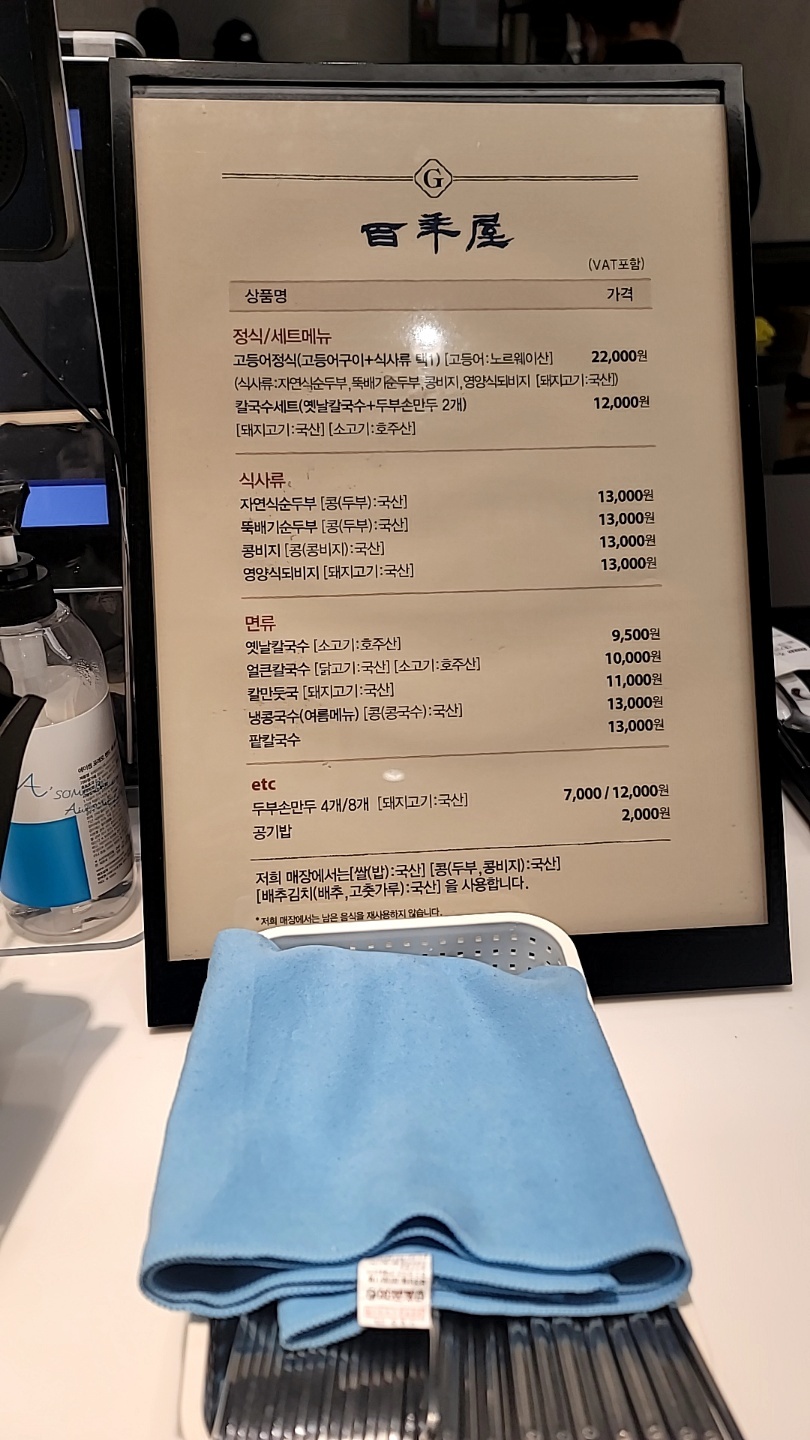 G
百年屋
(VAT포함)
상품명 가격
정식/세트메뉴
고등어정식(고등어구이+식사류 택1) [고등어:노르웨이산] 22,000원
(식사류:자연식순두부,뚝배기순두부,콩비지,영양식되비지 [돼지고기:국산])
칼국수세트(옛날칼국수+두부손만두 2개) 12,000원
[돼지고기:국산] [소고기:호주산]
식사류
자연식순두부 [콩(두부):국산] 13,000원
뚝배기순두부 [콩(두부):국산] 13,000원
콩비지 [콩(콩비지):국산] 13,000원
영양식되비지 [돼지고기:국산] 13,000원
면류
옛날칼국수 [소고기:호주산] 9,500원
얼큰칼국수 [닭고기:국산] [소고기:호주산] 10,000원
칼만둣국 [돼지고기:국산] 11,000원
냉콩국수(여름메뉴) [콩(콩국수):국산] 13,000원
팥칼국수 13,000원
etc
두부손만두 4개/8개 [돼지고기:국산] 7,000 / 12,000원
공기밥 2,000원
저희 매장에서는[쌀(밥):국산] [콩(두부,콩비지):국산]
[배추김치(배추,고춧가루):국산] 을 사용합니다.
*저희 매장에서는 남은 음식을 재사용하지 않습니다.